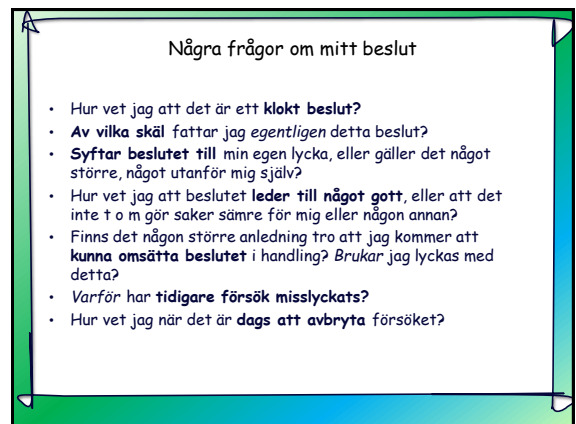 Några frågor om mitt beslut
• Hur vet jag att det är ett klokt beslut?
• Av vilka skäl fattar jag egentligen detta beslut?
• Syftar beslutet till min egen lycka, eller gäller det något
större, något utanför mig själv?
• Hur vet jag att beslutet leder till något gott, eller att det
inte t o m gör saker sämre för mig eller någon annan?
• Finns det någon större anledning tro att jag kommer att
kunna omsätta beslutet i handling? Brukar jag lyckas med
detta?
• Varför har tidigare försök misslyckats?
• Hur vet jag när det är dags att avbryta försöket?